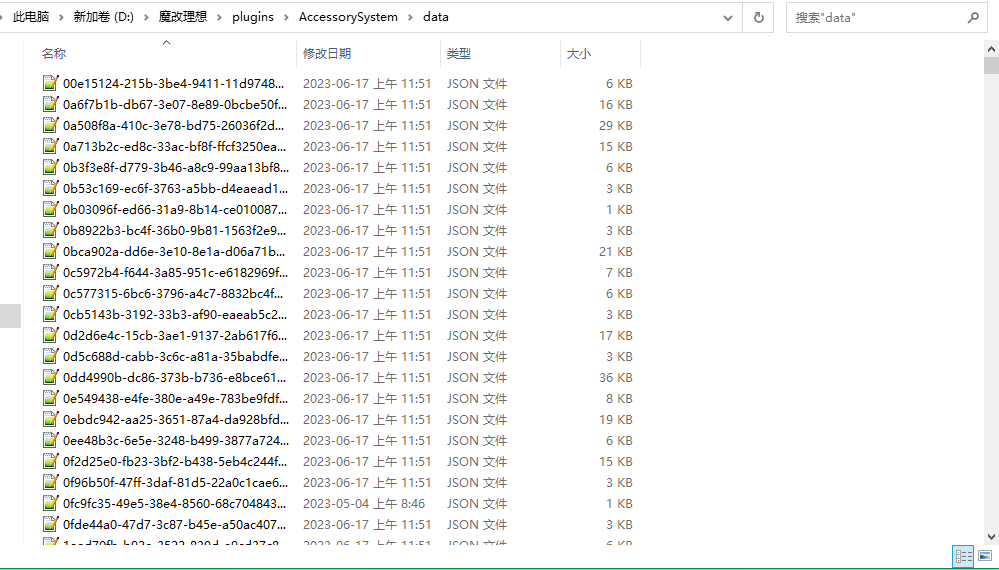 此电脑 › 新加卷 (D:) › 魔改理想 › plugins › AccessorySystem › data
搜索"data"
名称 修改日期 类型 大小
00e15124-215b-3be4-9411-11d9748... 2023-06-17 上午 11:51 JSON 文件 6 KB
0a6f7b1b-db67-3e07-8e89-0bcbe50f... 2023-06-17 上午 11:51 JSON 文件 16 KB
0a508f8a-410c-3e78-bd75-26036f2d... 2023-06-17 上午 11:51 JSON 文件 29 KB
0a713b2c-ed8c-33ac-bf8f-ffcf3250ea... 2023-06-17 上午 11:51 JSON 文件 15 KB
0b3f3e8f-d779-3b46-a8c9-99aa13bf8... 2023-06-17 上午 11:51 JSON 文件 6 KB
0b53c169-ec6f-3763-a5bb-d4eaead1... 2023-06-17 上午 11:51 JSON 文件 3 KB
0b03096f-ed66-31a9-8b14-ce010087... 2023-06-17 上午 11:51 JSON 文件 1 KB
0b8922b3-bc4f-36b0-9b81-1563f2e9... 2023-06-17 上午 11:51 JSON 文件 3 KB
0bca902a-dd6e-3e10-8e1a-d06a71b... 2023-06-17 上午 11:51 JSON 文件 21 KB
0c5972b4-f644-3a85-951c-e6182969f... 2023-06-17 上午 11:51 JSON 文件 7 KB
0c577315-6bc6-3796-a4c7-8832bc4f... 2023-06-17 上午 11:51 JSON 文件 6 KB
0cb5143b-3192-33b3-af90-eaeab5c2... 2023-06-17 上午 11:51 JSON 文件 3 KB
0d2d6e4c-15cb-3ae1-9137-2ab617f6... 2023-06-17 上午 11:51 JSON 文件 17 KB
0d5c688d-cabb-3c6c-a81a-35babdfe... 2023-06-17 上午 11:51 JSON 文件 3 KB
0dd4990b-dc86-373b-b736-e8bce61... 2023-06-17 上午 11:51 JSON 文件 36 KB
0e549438-e4fe-380e-a49e-783be9fdf... 2023-06-17 上午 11:51 JSON 文件 8 KB
0ebdc942-aa25-3651-87a4-da928bfd... 2023-06-17 上午 11:51 JSON 文件 19 KB
0ee48b3c-6e5e-3248-b499-3877a724... 2023-06-17 上午 11:51 JSON 文件 6 KB
0f2d25e0-fb23-3bf2-b438-5eb4c244f... 2023-06-17 上午 11:51 JSON 文件 15 KB
0f96b50f-47ff-3daf-81d5-22a0c1cae6... 2023-06-17 上午 11:51 JSON 文件 3 KB
0fc9fc35-49e5-38e4-8560-68c704843... 2023-05-04 上午 8:46 JSON 文件 1 KB
0fde44a0-47d7-3c87-b45e-a50ac407... 2023-06-17 上午 11:51 JSON 文件 3 KB
2023-06-17 上午 11:51 JSON 文件 6 KB